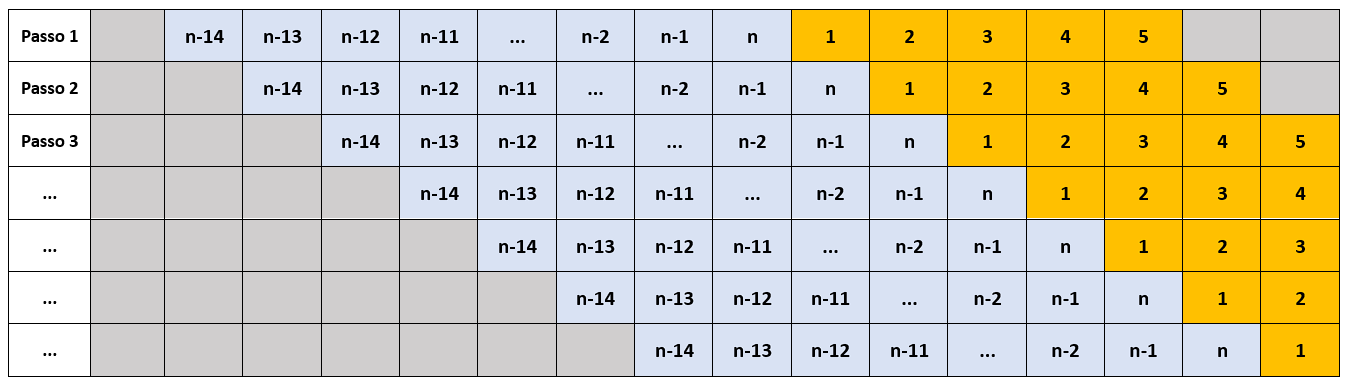 Passo 1 n-14 n-13 n-12 n-11 ... n-2 n-1 n 1 2 3 4 5
Passo 2 n-14 n-13 n-12 n-11 ... n-2 n-1 n 1 2 3 4 5
Passo 3 n-14 n-13 n-12 n-11 ... n-2 n-1 n 1 2 3 4 5
... n-14 n-13 n-12 n-11 ... n-2 n-1 n 1 2 3 4
... n-14 n-13 n-12 n-11 ... n-2 n-1 n 1 2 3
... n-14 n-13 n-12 n-11 ... n-2 n-1 n 1 2
... n-14 n-13 n-12 n-11 ... n-2 n-1 n 1